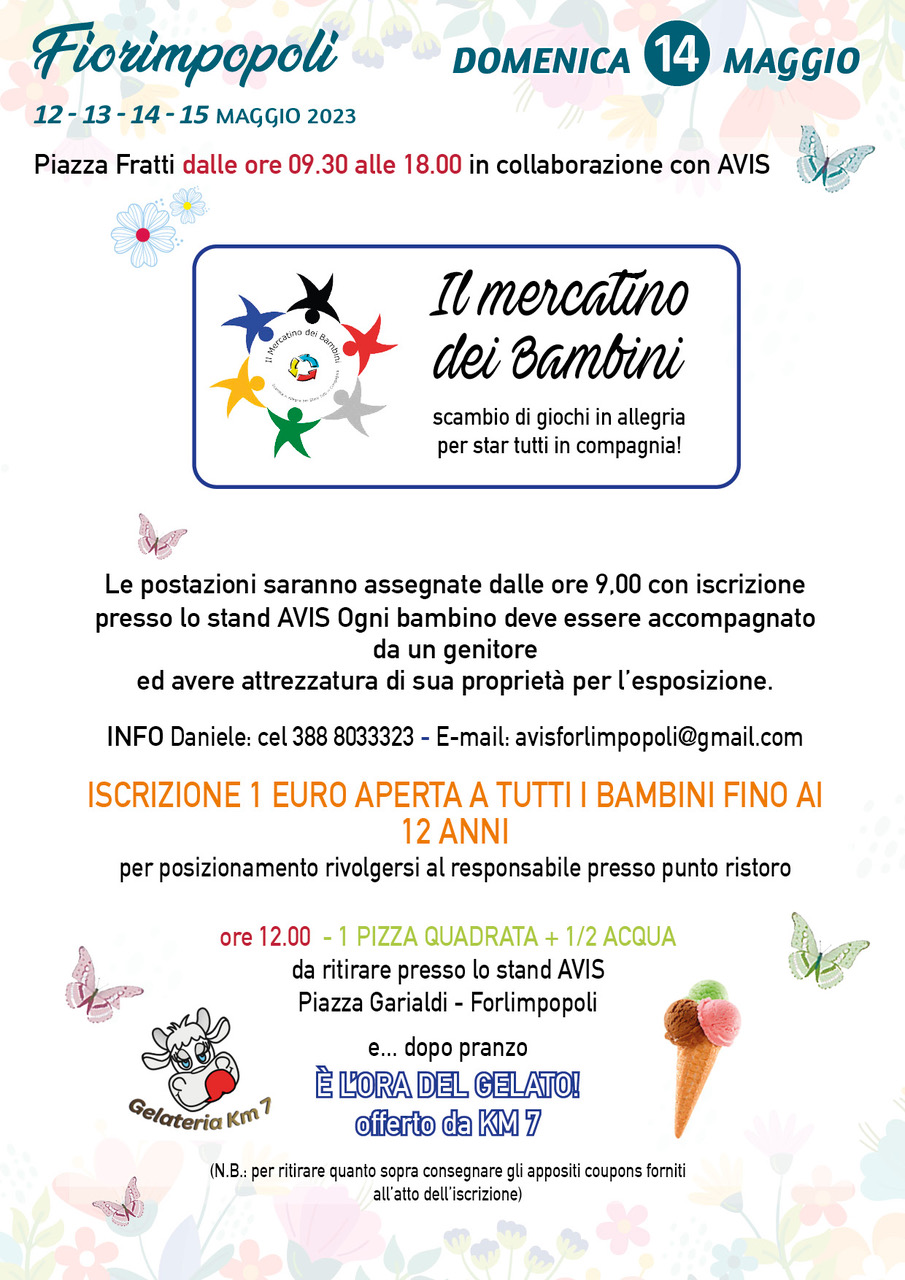 Fiorimpopoli
DOMENICA 14 MAGGIO
12 - 13 - 14 - 15 MAGGIO 2023
Piazza Fratti dalle ore 09.30 alle 18.00 in collaborazione con AVIS
Il Mercatino dei Bambini
Il mercatino
dei Bambini
scambio di giochi in allegria
per star tutti in compagnia!
Le postazioni saranno assegnate dalle ore 9,00 con iscrizione
presso lo stand AVIS Ogni bambino deve essere accompagnato
da un genitore
ed avere attrezzatura di sua proprietà per l'esposizione.
INFO Daniele: cel 388 8033323 - E-mail: avisforlimpopoli@gmail.com
ISCRIZIONE 1 EURO APERTA A TUTTI I BAMBINI FINO AI
12 ANNI
per posizionamento rivolgersi al responsabile presso punto ristoro
ore 12.00 - 1 PIZZA QUADRATA + 1/2 ACQUA
da ritirare presso lo stand AVIS
Piazza Garialdi - Forlimpopoli
e... dopo pranzo
È L'ORA DEL GELATO!
offerto da KM 7
Gelateria Km 7
(N.B.: per ritirare quanto sopra consegnare gli appositi coupons forniti
all'atto dell'iscrizione)